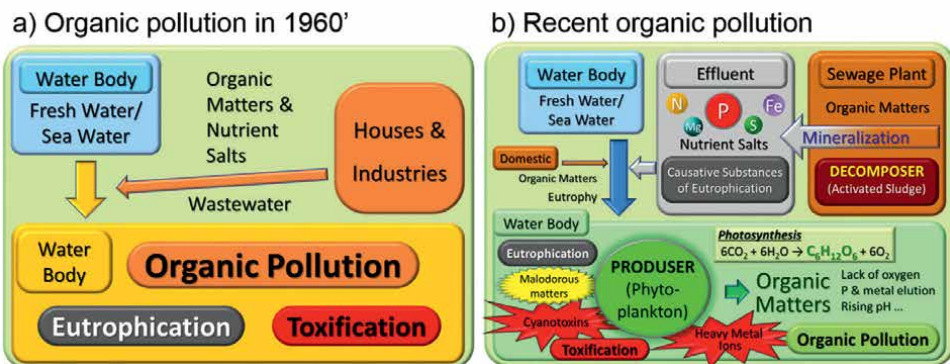 a) Organic pollution in 1960'
Water Body
Fresh Water/
Sea Water
Organic
Matters &
Nutrient
Salts
Houses &
Industries
Wastewater
Water
Body
Organic Pollution
Eutrophication
Toxification
b) Recent organic pollution
Water Body
Fresh Water/
Sea Water
Effluent
N
P
Fe
Mg
S
Nutrient Salts
Causative Substances
of Eutrophication
Sewage Plant
Organic Matters
Mineralization
DECOMPOSER
(Activated Sludge)
Domestic
Organic Matters
Eutrophy
Water Body
Eutrophication
Malodorous
matters
Cyanotoxins
Toxification
PRODUSER
(Phyto-
plankton)
Heavy Metal
Ions
Photosynthesis
6CO₂ + 6H₂O → C₆H₁₂O₆ + 6O₂
Organic
Matters
Lack of oxygen
P & metal elution
Rising pH ...
Organic Pollution